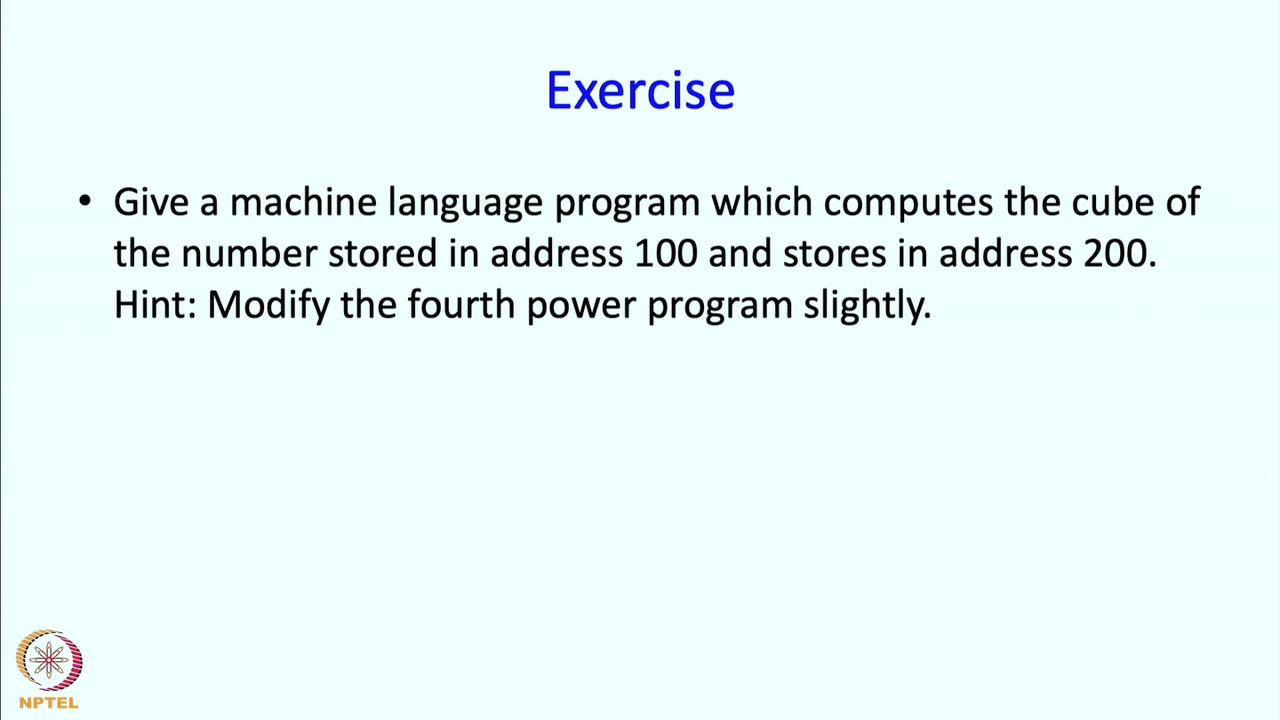 Exercise
• Give a machine language program which computes the cube of
the number stored in address 100 and stores in address 200.
Hint: Modify the fourth power program slightly.
NPTEL